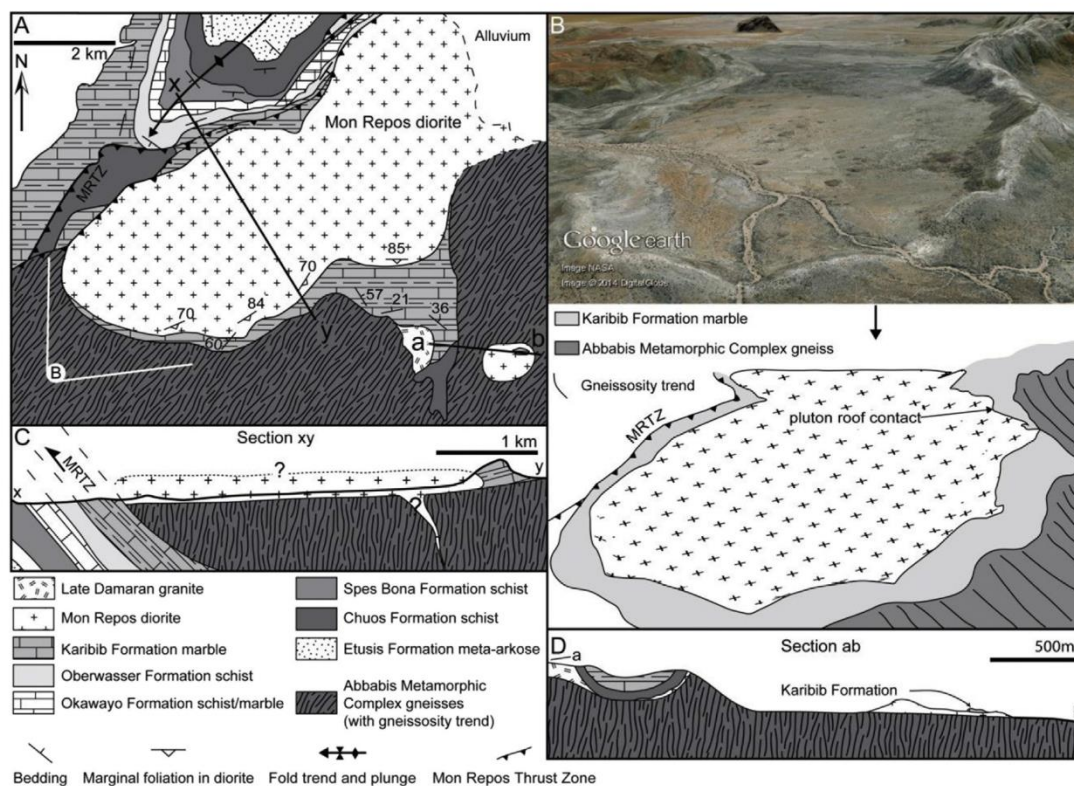 A
2 km
N
Alluvium
x
Mon Repos diorite
MRTZ
85
70
57
21
36
84
70
60
y
a
b
B
B
Google earth
Image NASA
Image © 2014 DigitalGlobe
Karibib Formation marble
Abbabis Metamorphic Complex gneiss
Gneissosity trend
MRTZ
pluton roof contact
C
Section xy
1 km
MRTZ
?
x
y
?
Late Damaran granite
Mon Repos diorite
Karibib Formation marble
Oberwasser Formation schist
Okawayo Formation schist/marble
Spes Bona Formation schist
Chuos Formation schist
Etusis Formation meta-arkose
Abbabis Metamorphic
Complex gneisses
(with gneissosity trend)
Bedding
Marginal foliation in diorite
Fold trend and plunge
Mon Repos Thrust Zone
D
Section ab
500m
a
Karibib Formation